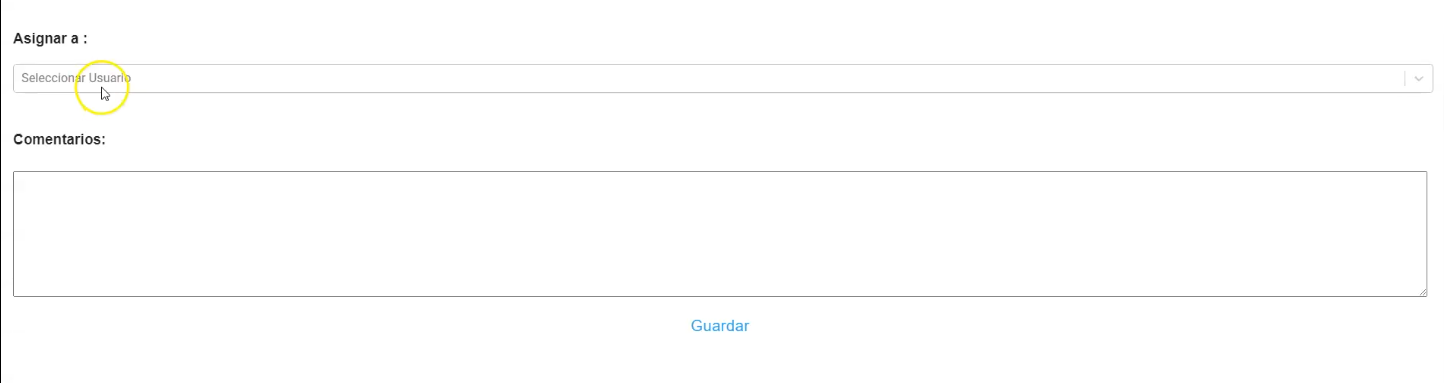 Asignar a :
Seleccionar Usuario
Comentarios:
Guardar